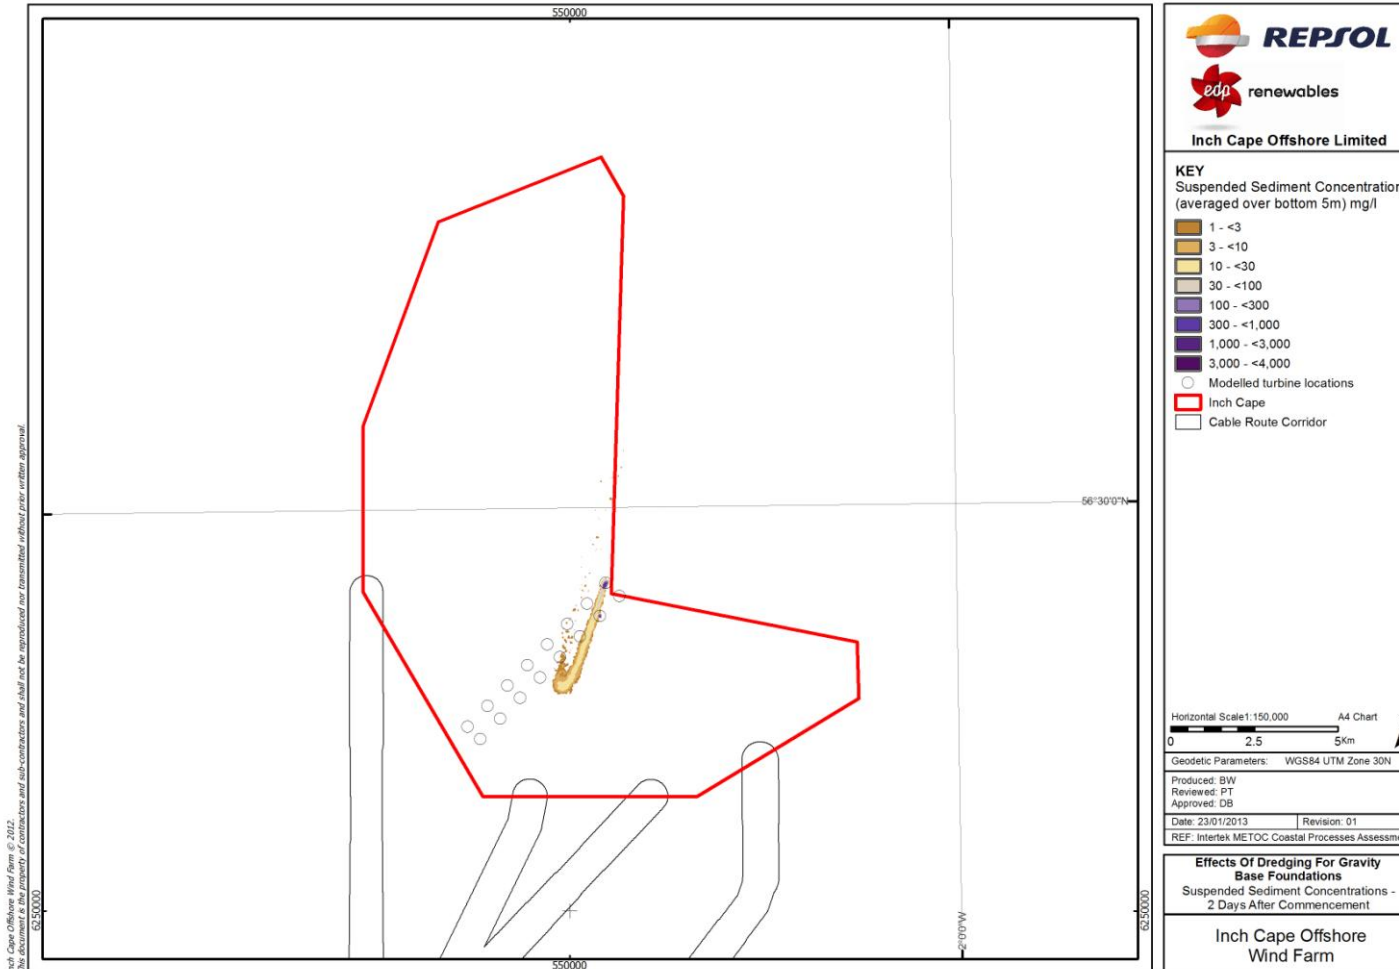 550000
56°30'0"N
6250000
6250000
2°0'0"W
550000
nch Cape Offshore Wind Farm © 2012.
his document is the property of contractors and sub-contractors and shall not be reproduced nor transmitted without prior written approval.
REPSOL
edp renewables
Inch Cape Offshore Limited
KEY
Suspended Sediment Concentration
(averaged over bottom 5m) mg/l
1 - <3
3 - <10
10 - <30
30 - <100
100 - <300
300 - <1,000
1,000 - <3,000
3,000 - <4,000
Modelled turbine locations
Inch Cape
Cable Route Corridor
Horizontal Scale1:150,000 A4 Chart
0 2.5 5Km
Geodetic Parameters: WGS84 UTM Zone 30N
Produced: BW
Reviewed: PT
Approved: DB
Date: 23/01/2013 Revision: 01
REF: Intertek METOC Coastal Processes Assessme
Effects Of Dredging For Gravity
Base Foundations
Suspended Sediment Concentrations -
2 Days After Commencement
Inch Cape Offshore
Wind Farm